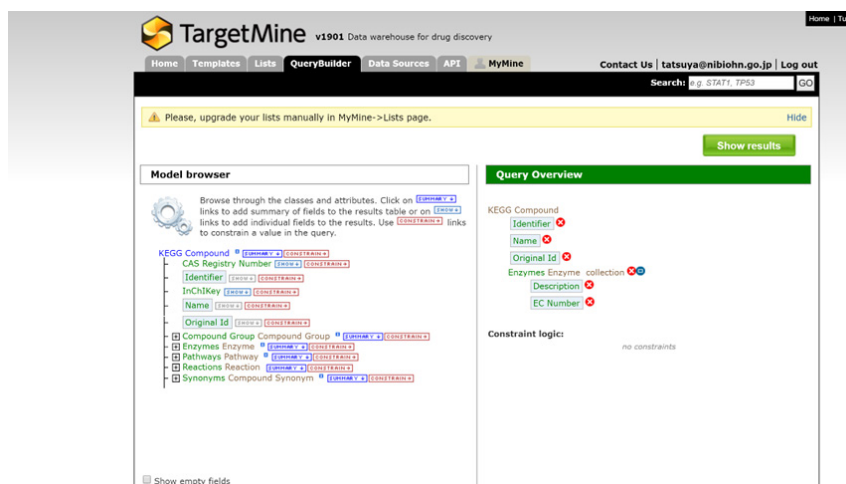 Home | Tu
TargetMine v1901 Data warehouse for drug discovery
Home Templates Lists QueryBuilder Data Sources API MyMine
Contact Us | tatsuya@nibiohn.go.jp | Log out
Search: e.g. STAT1, TP53 GO
Please, upgrade your lists manually in MyMine->Lists page. Hide
Show results
Model browser
Browse through the classes and attributes. Click on SUMMARY
links to add summary of fields to the results table or on SHOW
links to add individual fields to the results. Use CONSTRAIN links
to constrain a value in the query.
KEGG Compound SUMMARY CONSTRAIN
CAS Registry Number SHOW CONSTRAIN
Identifier SHOW CONSTRAIN
InChIKey SHOW CONSTRAIN
Name SHOW CONSTRAIN
Original Id SHOW CONSTRAIN
Compound Group Compound Group SUMMARY CONSTRAIN
Enzymes Enzyme SUMMARY CONSTRAIN
Pathways Pathway SUMMARY CONSTRAIN
Reactions Reaction SUMMARY CONSTRAIN
Synonyms Compound Synonym SUMMARY CONSTRAIN
Show empty fields
Query Overview
KEGG Compound
Identifier
Name
Original Id
Enzymes Enzyme collection
Description
EC Number
Constraint logic:
no constraints